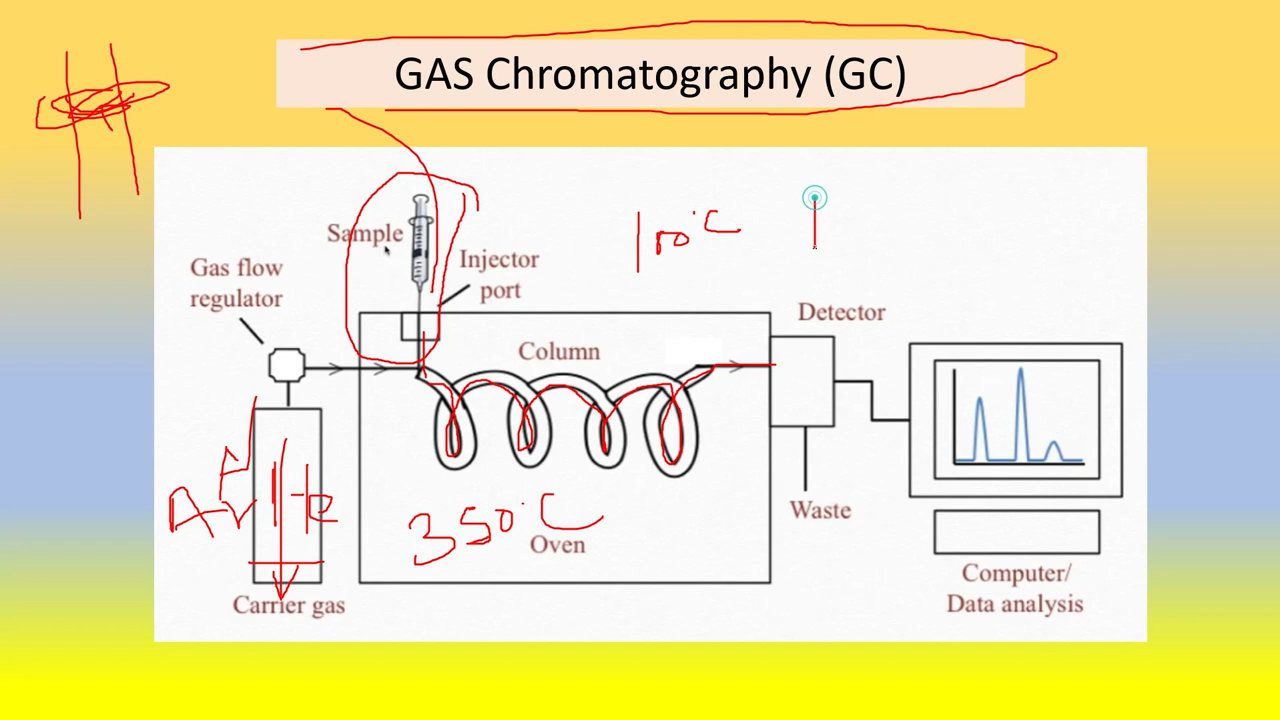 GAS Chromatography (GC)
Sample
100°C
Gas flow
regulator
Injector
port
Detector
Column
Ar
He
350°C
Oven
Waste
Carrier gas
Computer/
Data analysis